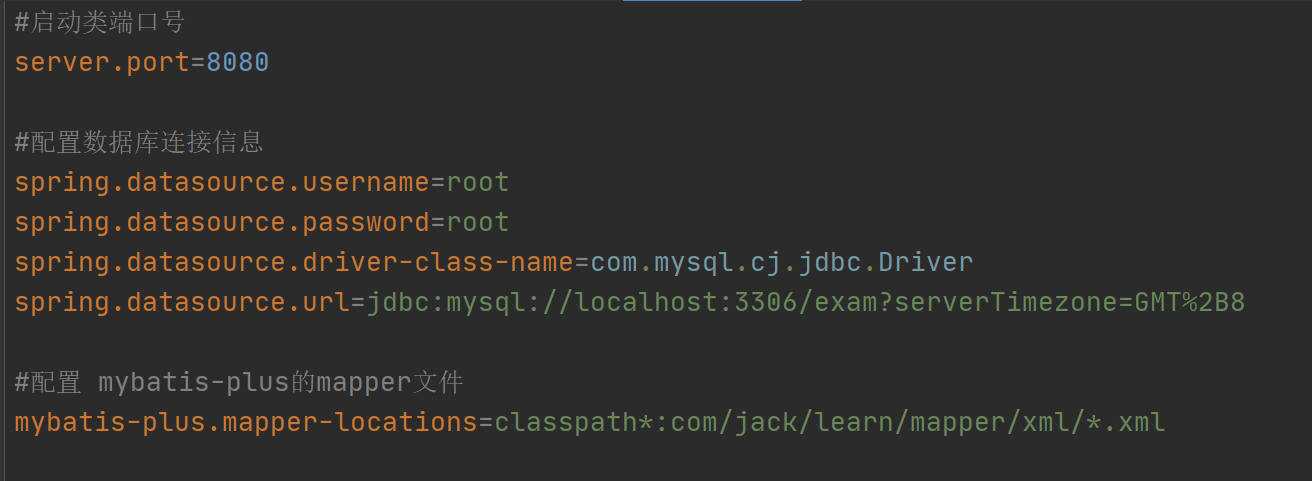 #启动类端口号
server.port=8080
#配置数据库连接信息
spring.datasource.username=root
spring.datasource.password=root
spring.datasource.driver-class-name=com.mysql.cj.jdbc.Driver
spring.datasource.url=jdbc:mysql://localhost:3306/exam?serverTimezone=GMT%2B8
#配置 mybatis-plus的mapper文件
mybatis-plus.mapper-locations=classpath*:com/jack/learn/mapper/xml/*.xml